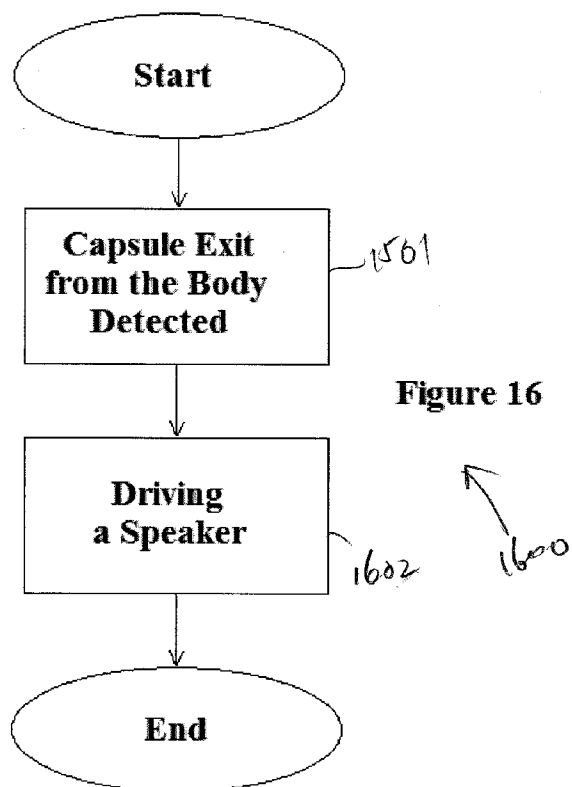 Start
Capsule Exit
from the Body
Detected
1501
Figure 16
Driving
a Speaker
1602
1600
End